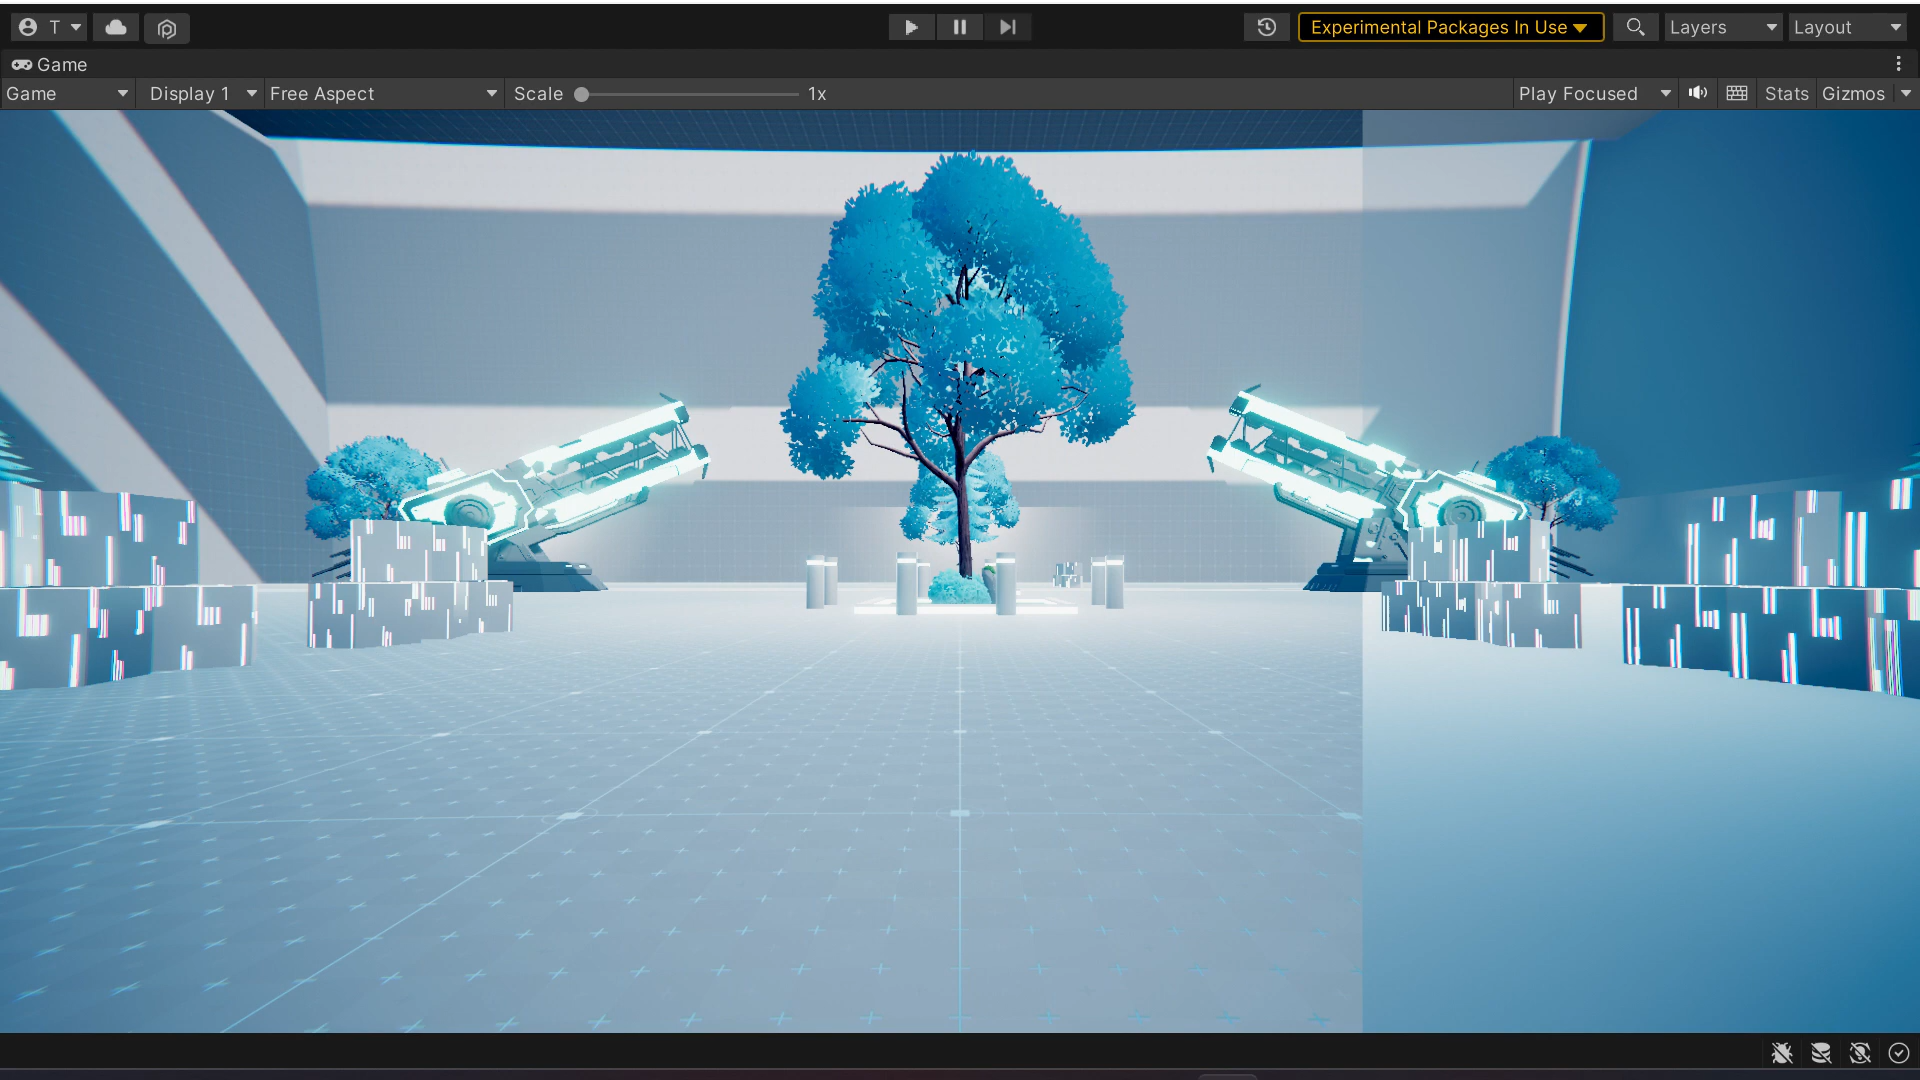 T
Experimental Packages In Use
Layers
Layout
Game
Game
Display 1
Free Aspect
Scale
1x
Play Focused
Stats
Gizmos